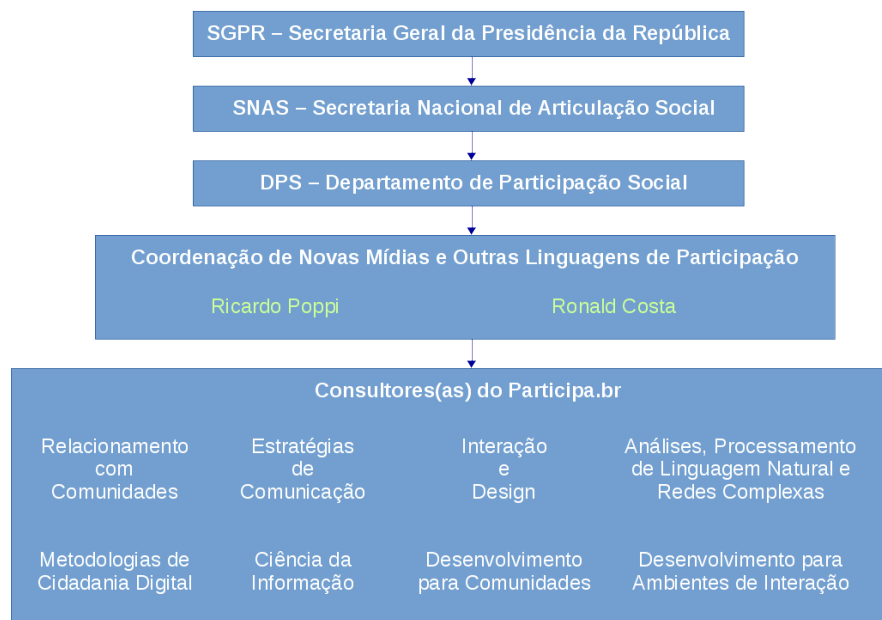 SGPR – Secretaria Geral da Presidência da República
SNAS – Secretaria Nacional de Articulação Social
DPS – Departamento de Participação Social
Coordenação de Novas Mídias e Outras Linguagens de Participação
Ricardo Poppi
Ronald Costa
Consultores(as) do Participa.br
Relacionamento
com
Comunidades
Estratégias
de
Comunicação
Interação
e
Design
Análises, Processamento
de Linguagem Natural e
Redes Complexas
Metodologias de
Cidadania Digital
Ciência da
Informação
Desenvolvimento
para Comunidades
Desenvolvimento para
Ambientes de Interação